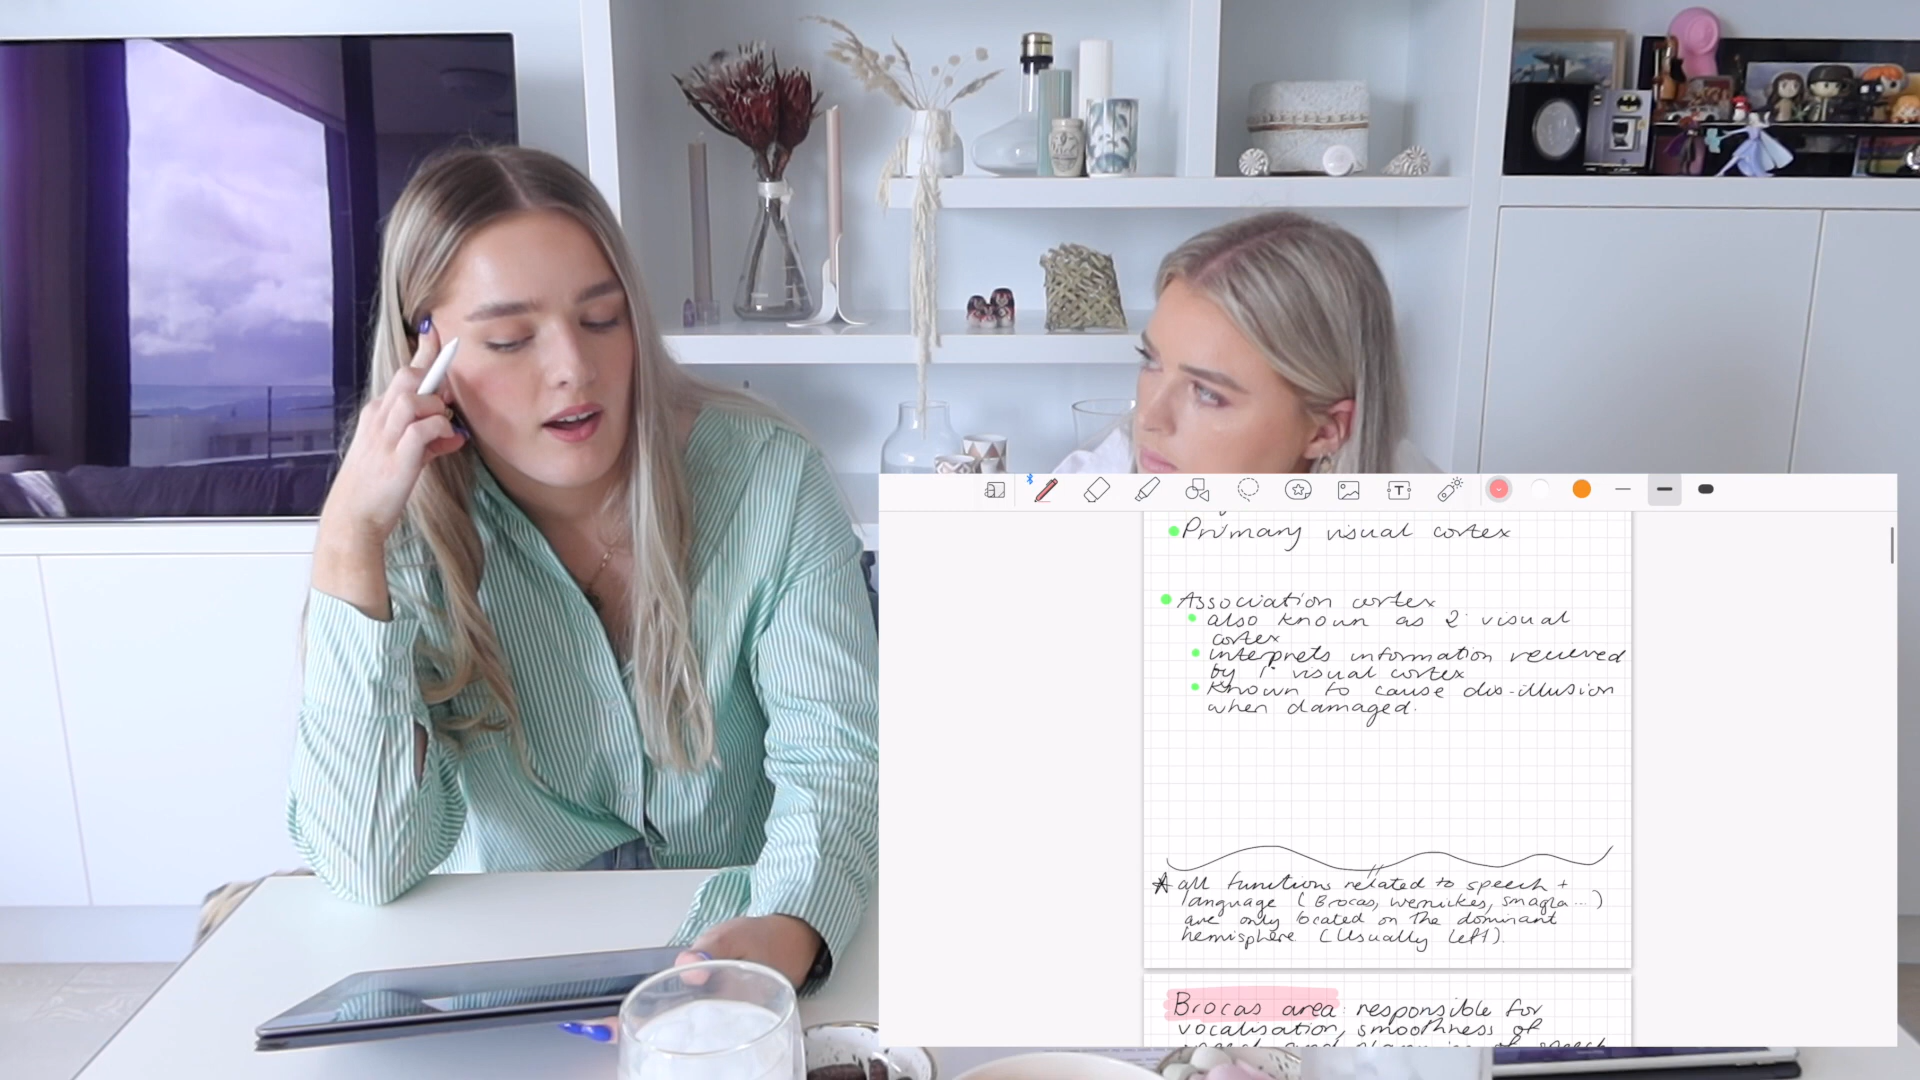 Primary visual cortex
Association cortex
also known as 2° visual
cortex
interprets information recieved
by 1° visual cortex
known to cause dis-illusion
when damaged.
all functions related to speech +
language (Brocas, wernickes, smagla...)
are only located on the dominant
hemisphere (Usually left).
Brocas area: responsible for
vocalisation, smoothness of